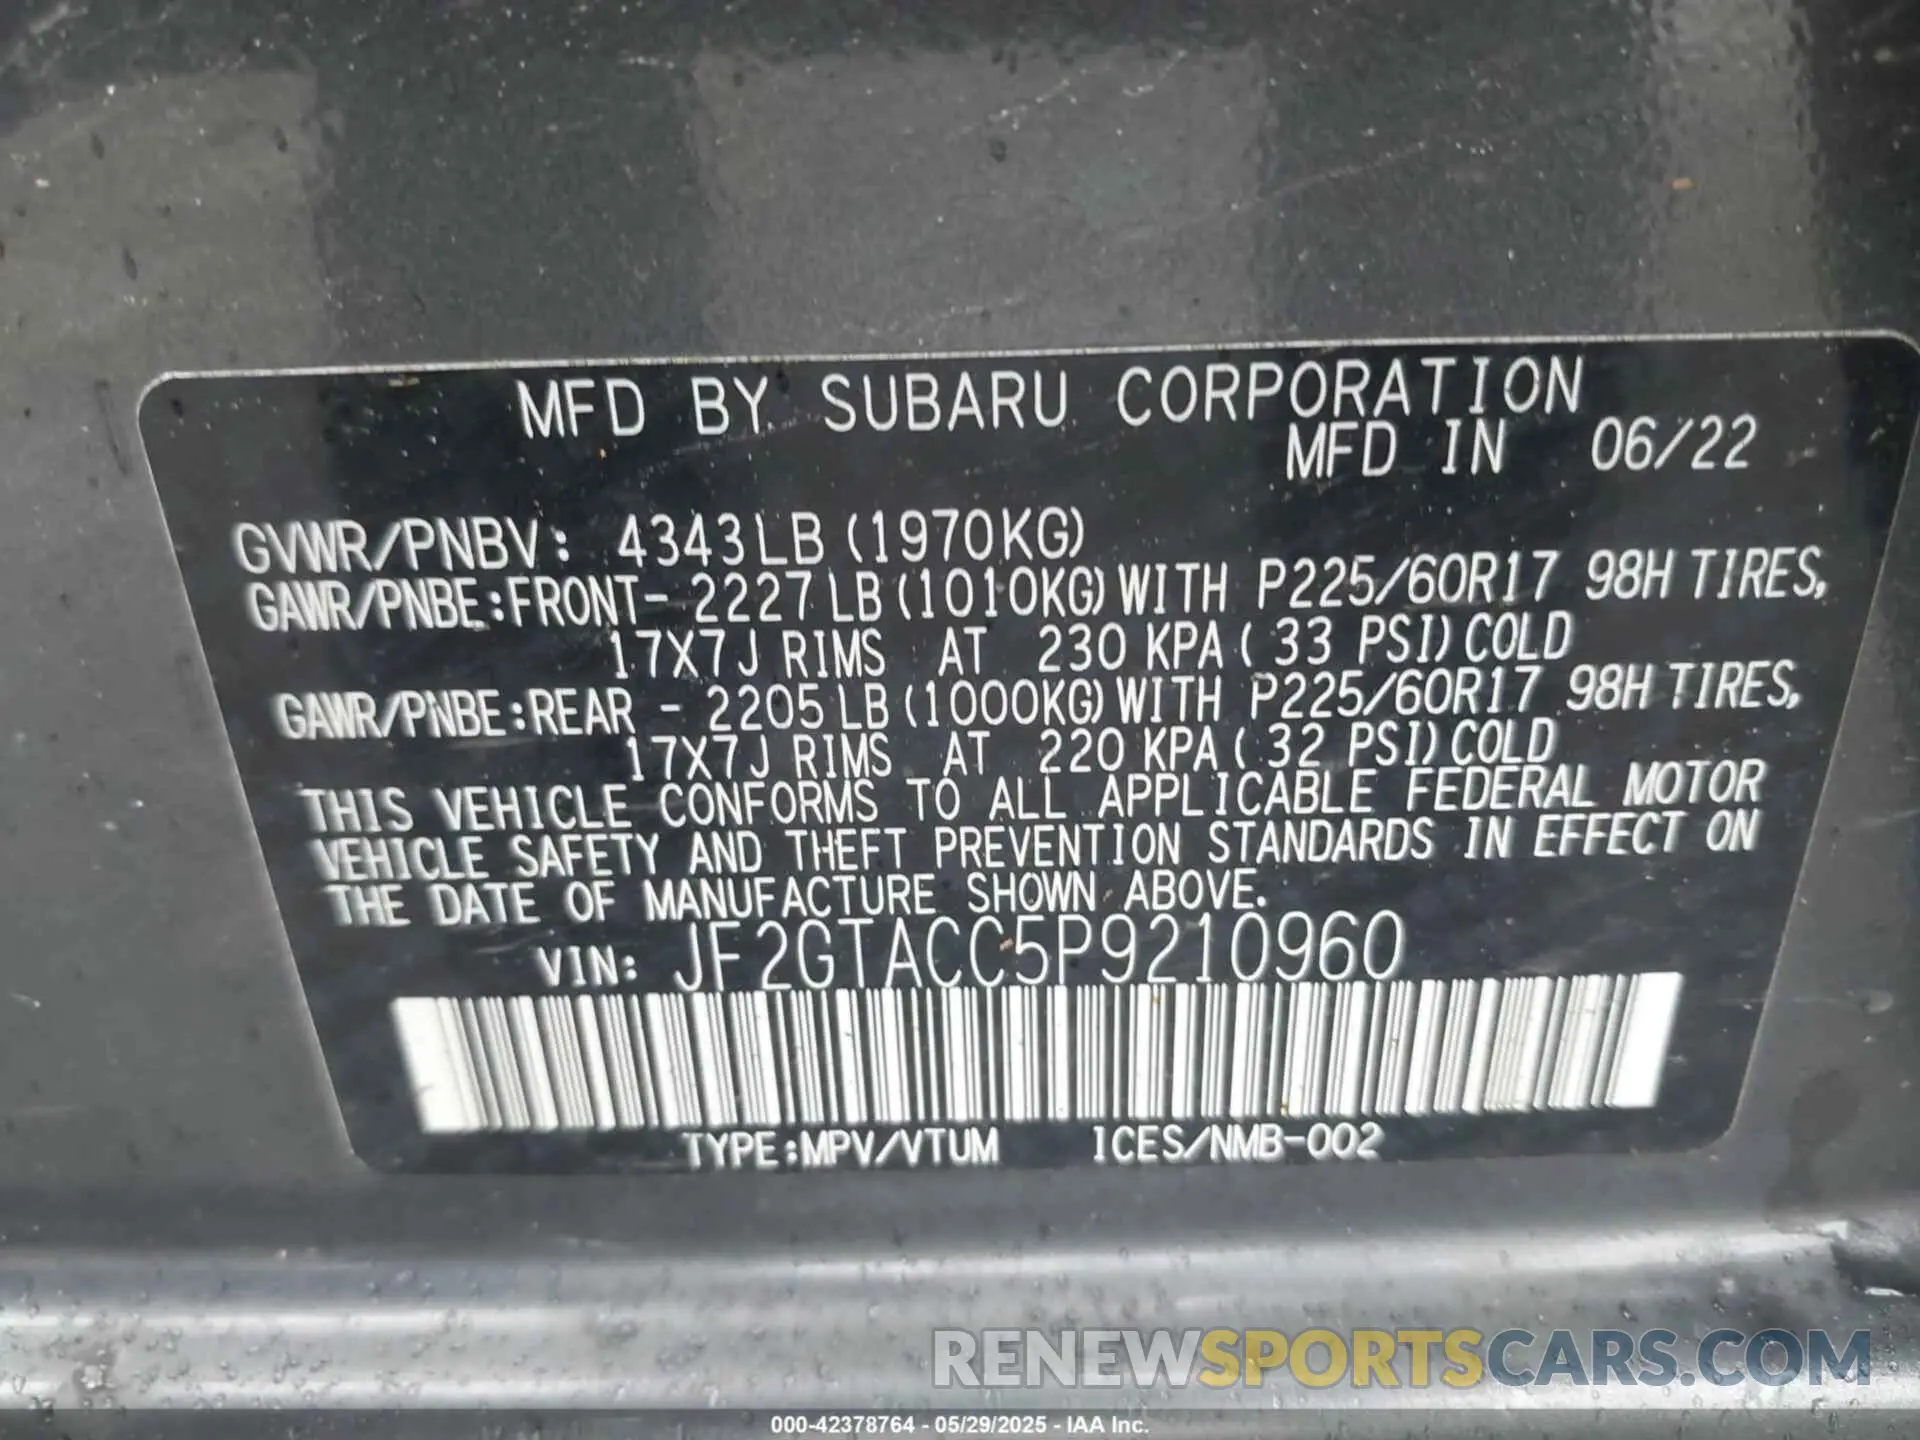 MFD BY SUBARU CORPORATION
MFD IN 06/22
GVWR/PNBV: 4343LB (1970KG)
GAWR/PNBE:FRONT- 2227LB (1010KG) WITH P225/60R17 98H TIRES,
17X7J RIMS AT 230 KPA ( 33 PSI) COLD
GAWR/PNBE:REAR - 2205LB (1000KG) WITH P225/60R17 98H TIRES,
17X7J RIMS AT 220 KPA ( 32 PSI) COLD
THIS VEHICLE CONFORMS TO ALL APPLICABLE FEDERAL MOTOR
VEHICLE SAFETY AND THEFT PREVENTION STANDARDS IN EFFECT ON
THE DATE OF MANUFACTURE SHOWN ABOVE.
VIN: JF2GTACC5P9210960
TYPE:MPV/VTUM ICES/NMB-002
RENEWSPORTSCARS.COM
000-42378764 - 05/29/2025 - IAA Inc.